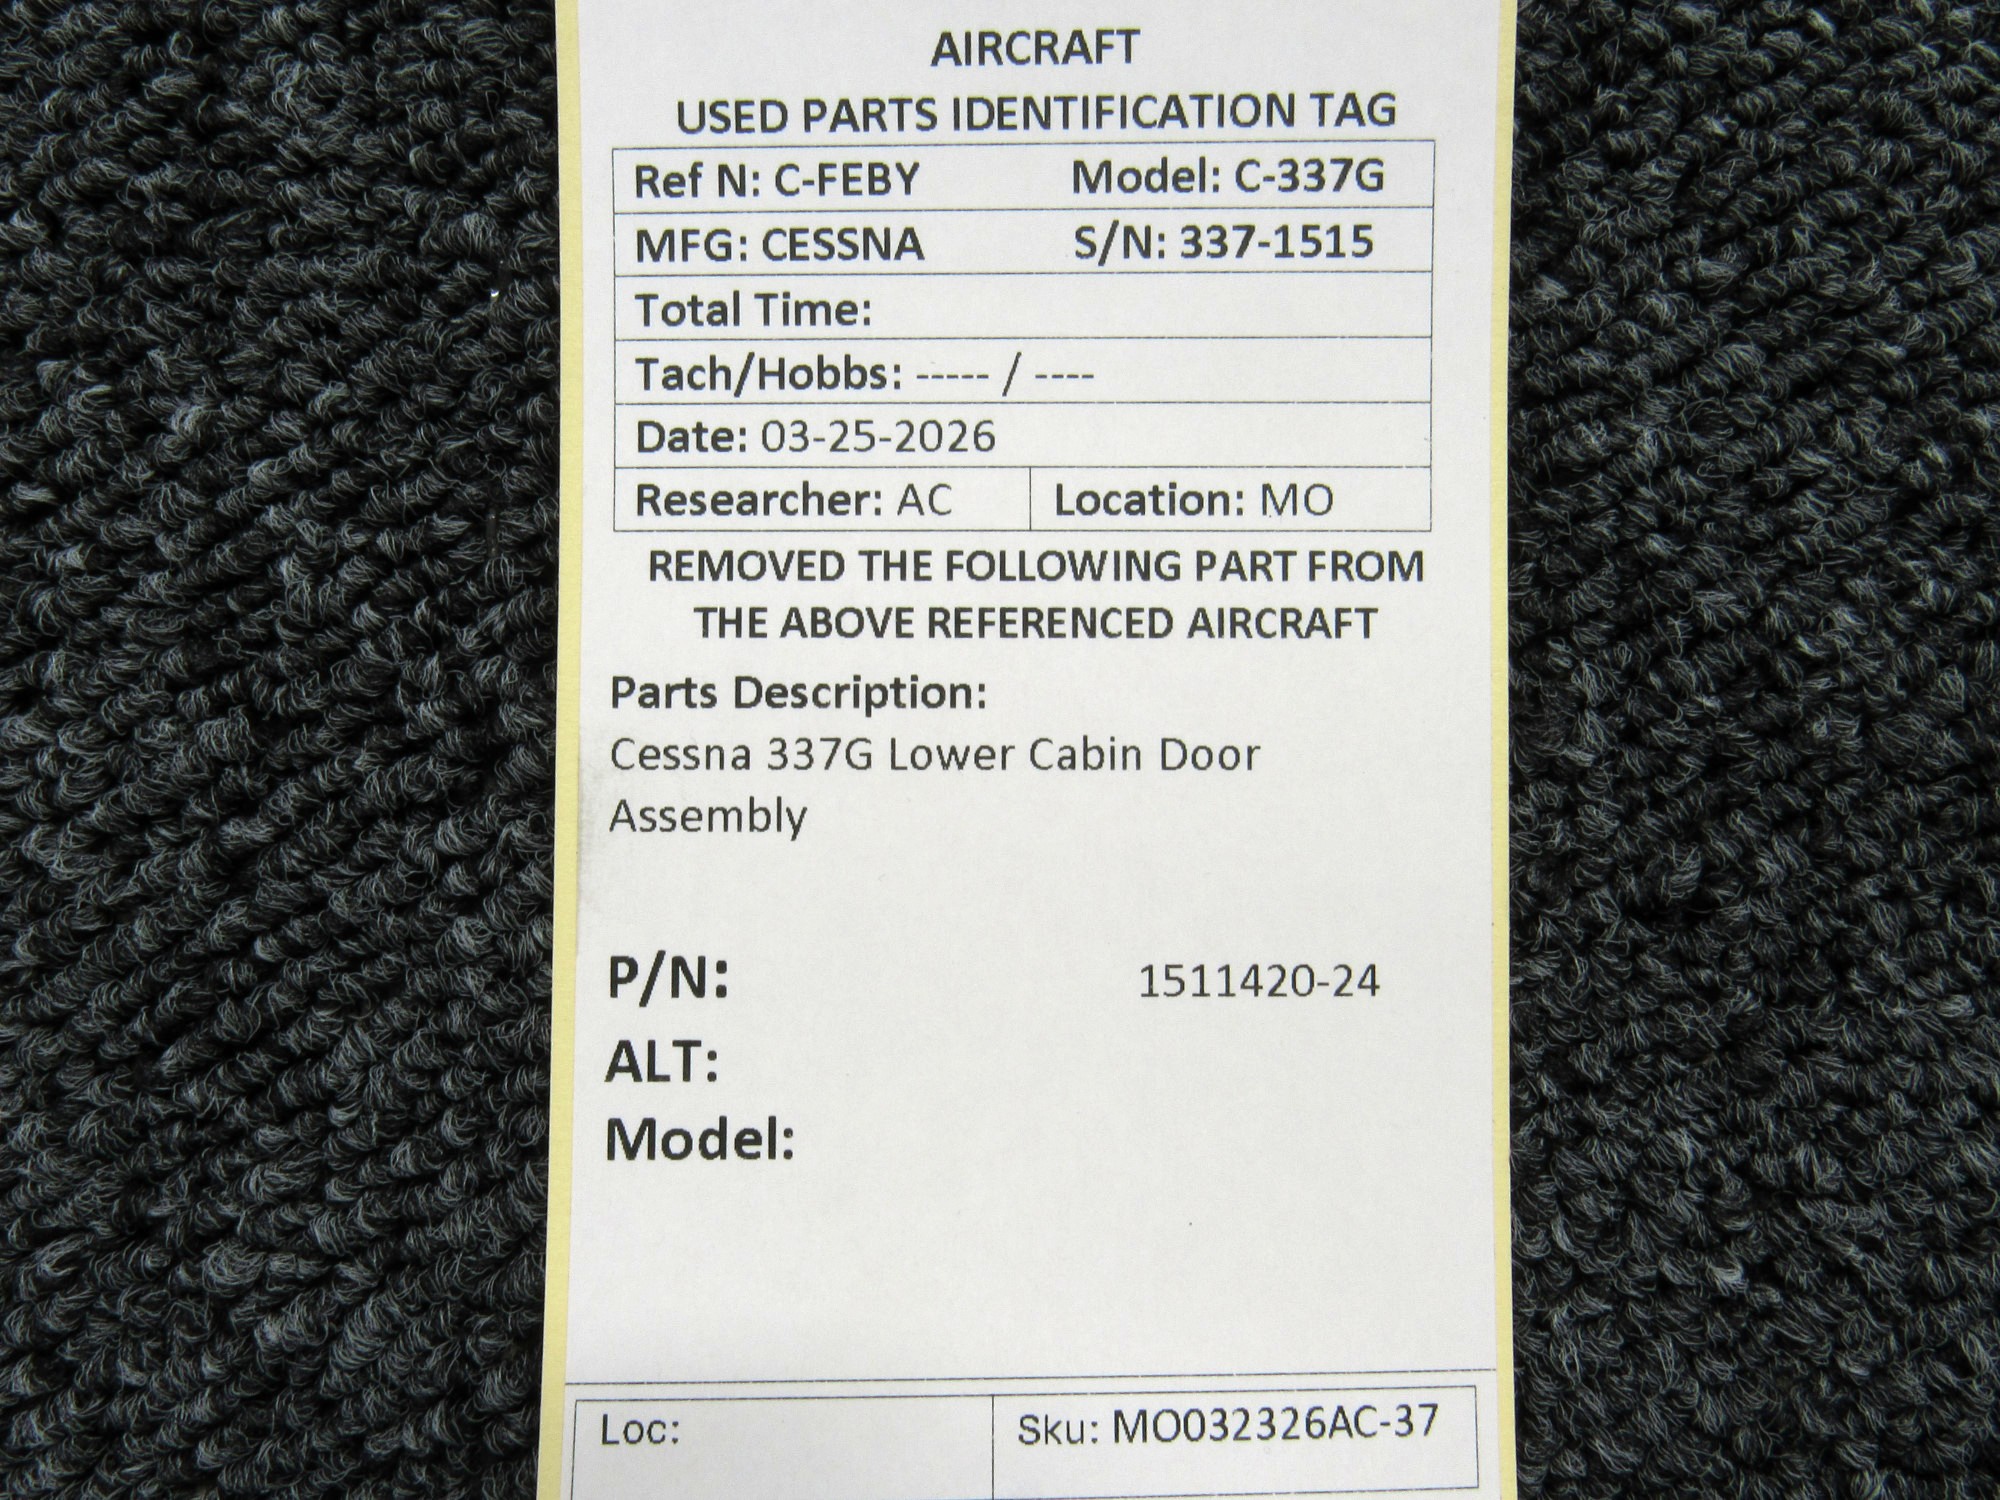 AIRCRAFT
USED PARTS IDENTIFICATION TAG
Ref N: C-FEBY Model: C-337G
MFG: CESSNA S/N: 337-1515
Total Time:
Tach/Hobbs: ----- / ----
Date: 03-25-2026
Researcher: AC Location: MO
REMOVED THE FOLLOWING PART FROM
THE ABOVE REFERENCED AIRCRAFT
Parts Description:
Cessna 337G Lower Cabin Door
Assembly
P/N: 1511420-24
ALT:
Model:
Loc: Sku: MO032326AC-37